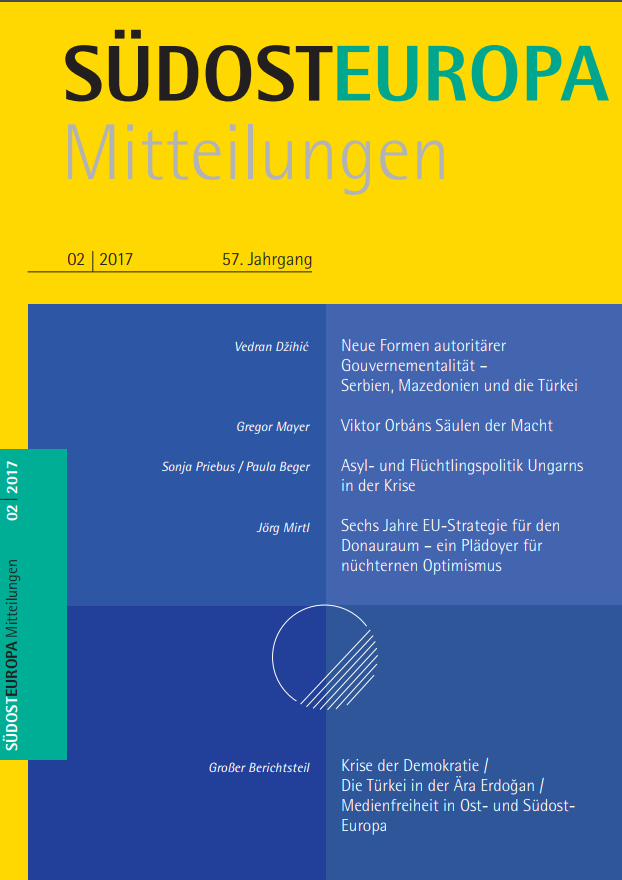 SÜDOSTEUROPA
Mitteilungen
02 | 2017 57. Jahrgang
Vedran Džihić
Neue Formen autoritärer
Gouvernementalität –
Serbien, Mazedonien und die Türkei
Gregor Mayer
Viktor Orbáns Säulen der Macht
Sonja Priebus / Paula Beger
Asyl- und Flüchtlingspolitik Ungarns
in der Krise
Jörg Mirtl
Sechs Jahre EU-Strategie für den
Donauraum – ein Plädoyer für
nüchternen Optimismus
Großer Berichtsteil
Krise der Demokratie /
Die Türkei in der Ära Erdoğan /
Medienfreiheit in Ost- und Südost-
Europa
SÜDOSTEUROPA Mitteilungen 02 | 2017